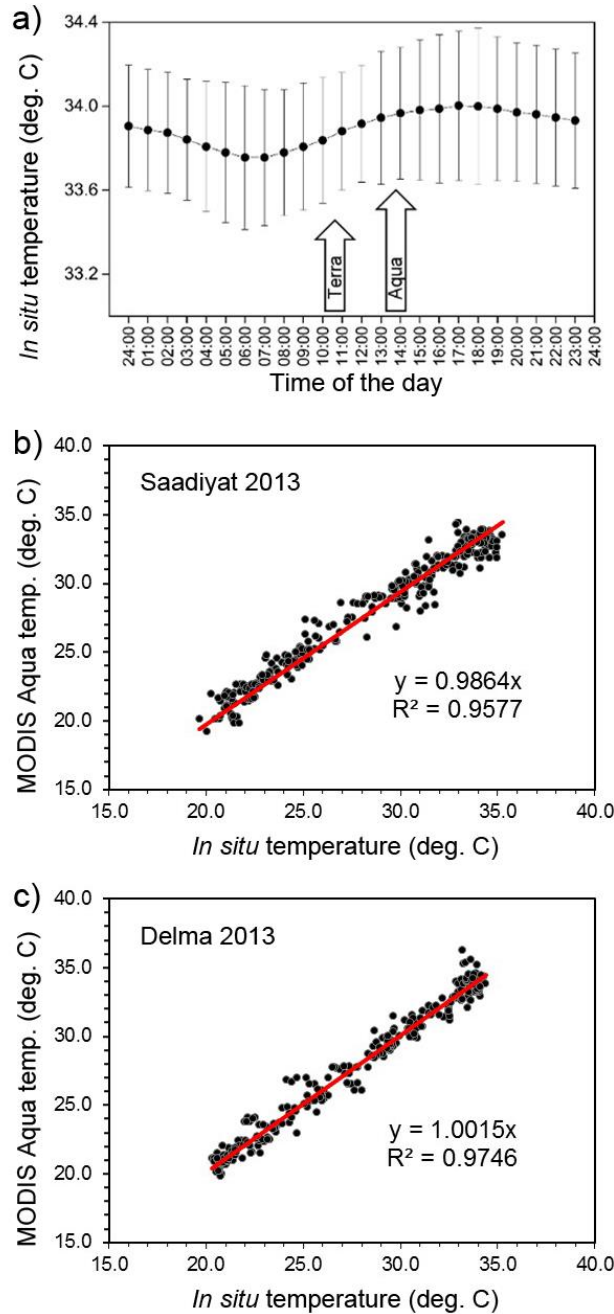 a)
In situ temperature (deg. C)
34.4
34.0
33.6
33.2
Terra
Aqua
24:00
01:00
02:00
03:00
04:00
05:00
06:00
07:00
08:00
09:00
10:00
11:00
12:00
13:00
14:00
15:00
16:00
17:00
18:00
19:00
20:00
21:00
22:00
23:00
24:00
Time of the day
b)
MODIS Aqua temp. (deg. C)
40.0
35.0
30.0
25.0
20.0
15.0
Saadiyat 2013
y = 0.9864x
R² = 0.9577
15.0 20.0 25.0 30.0 35.0 40.0
In situ temperature (deg. C)
c)
MODIS Aqua temp. (deg. C)
40.0
35.0
30.0
25.0
20.0
15.0
Delma 2013
y = 1.0015x
R² = 0.9746
15.0 20.0 25.0 30.0 35.0 40.0
In situ temperature (deg. C)